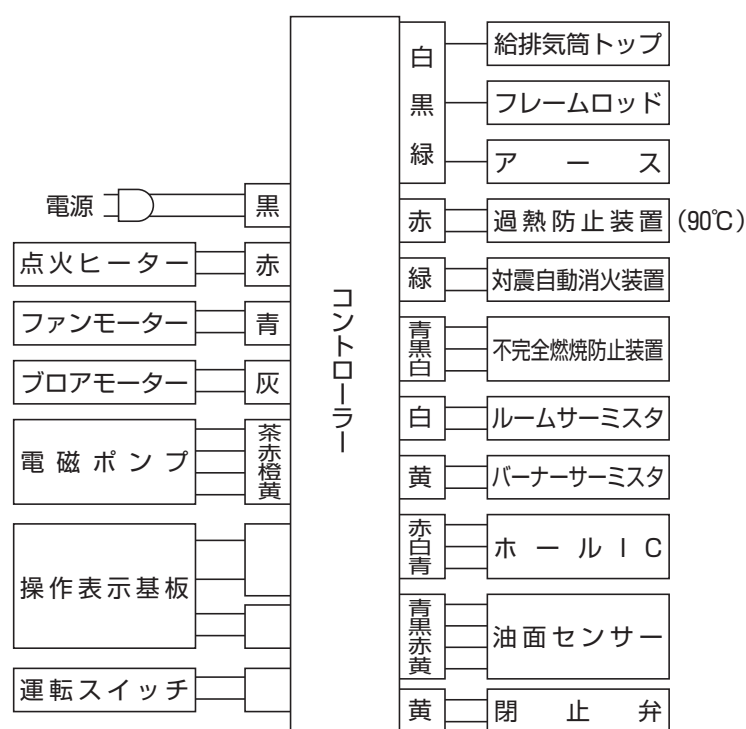 電源
黒
点火ヒーター
赤
ファンモーター
青
ブロアモーター
灰
電磁ポンプ
茶
赤
橙
黄
操作表示基板
運転スイッチ
コントローラー
白
給排気筒トップ
黒
フレームロッド
緑
アース
赤
過熱防止装置
(90℃)
緑
対震自動消火装置
青
黒
白
不完全燃焼防止装置
白
ルームサーミスタ
黄
バーナーサーミスタ
赤
白
青
ホールIC
青
黒
赤
黄
油面センサー
黄
閉止弁